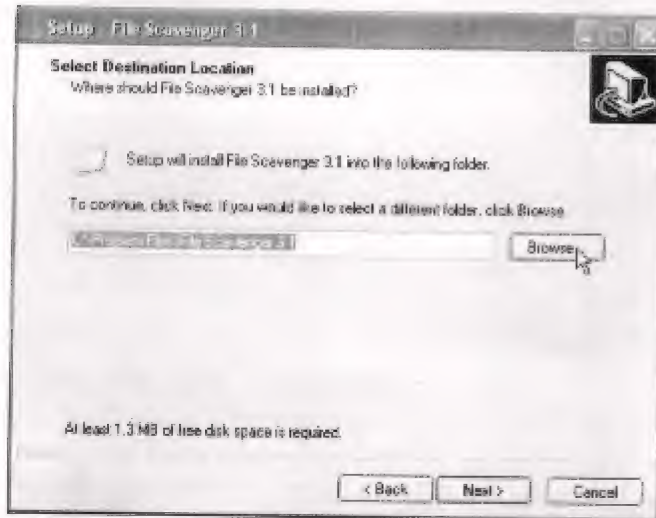 Setup - File Scavenger 3.1
Select Destination Location
Where should File Scavenger 3.1 be installed?
Setup will install File Scavenger 3.1 into the following folder.
To continue, click Next. If you would like to select a different folder, click Browse.
Browse...
At least 1.3 MB of free disk space is required.
< Back
Next >
Cancel